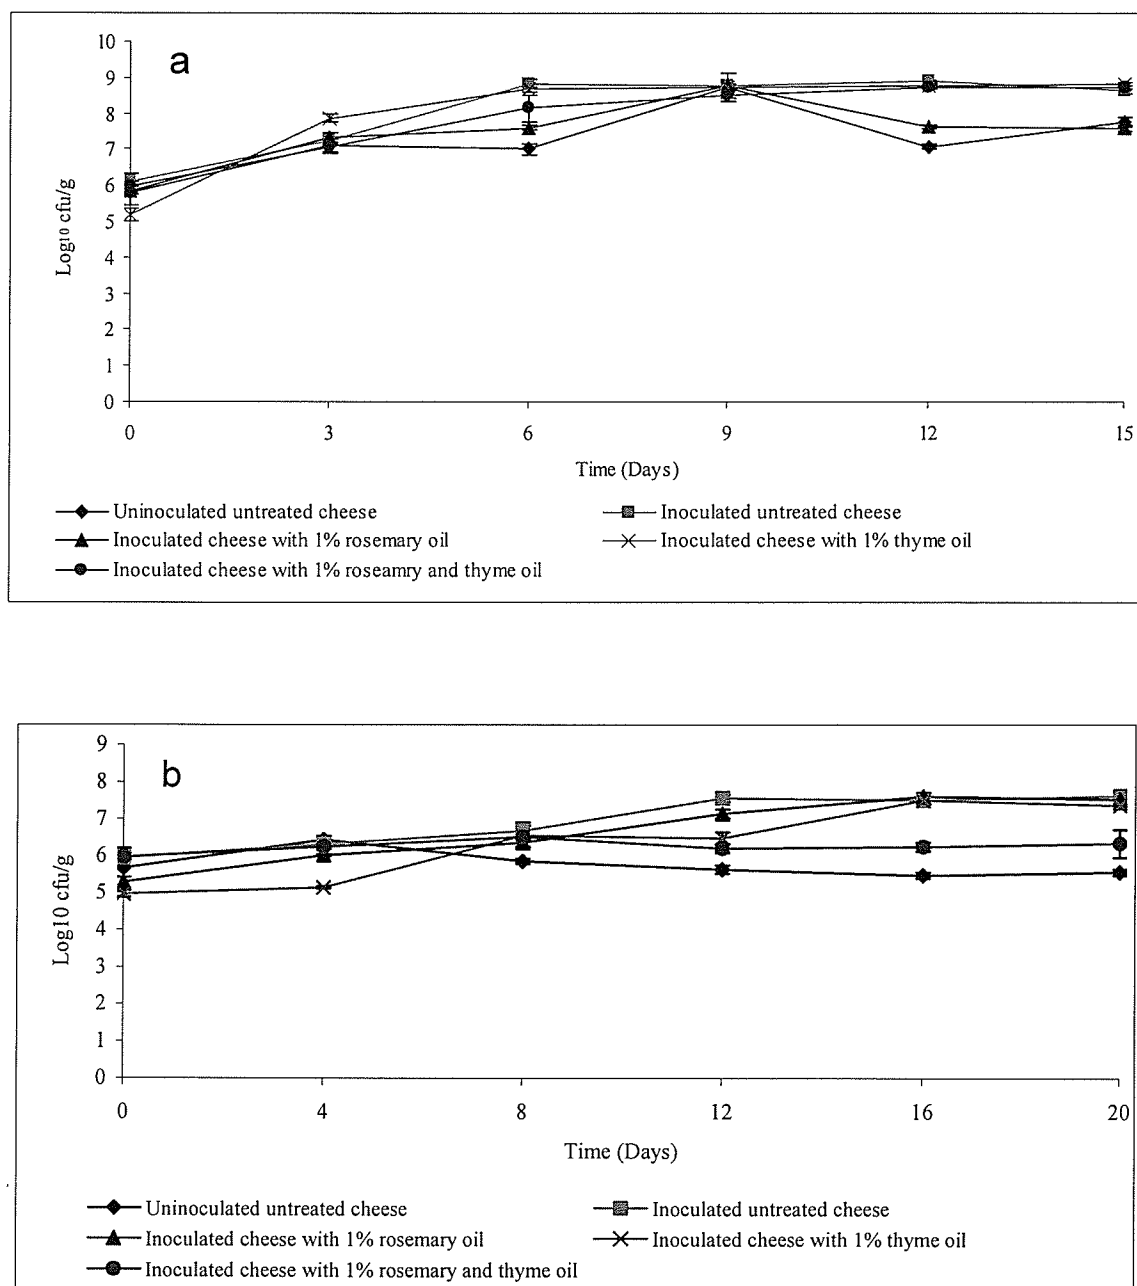 a
10
9
8
7
6
5
4
3
2
1
0
Log10 cfu/g
0 3 6 9 12 15
Time (Days)
Uninoculated untreated cheese Inoculated untreated cheese
Inoculated cheese with 1% rosemary oil Inoculated cheese with 1% thyme oil
Inoculated cheese with 1% roseamry and thyme oil
b
9
8
7
6
5
4
3
2
1
0
Log10 cfu/g
0 4 8 12 16 20
Time (Days)
Uninoculated untreated cheese Inoculated untreated cheese
Inoculated cheese with 1% rosemary oil Inoculated cheese with 1% thyme oil
Inoculated cheese with 1% rosemary and thyme oil